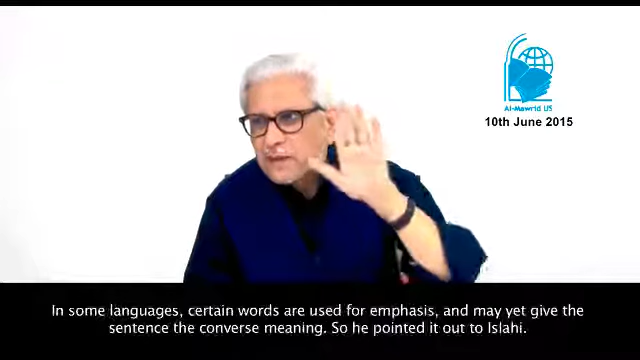 Al-Mawrid US
10th June 2015
In some languages, certain words are used for emphasis, and may yet give the
sentence the converse meaning. So he pointed it out to Islahi.